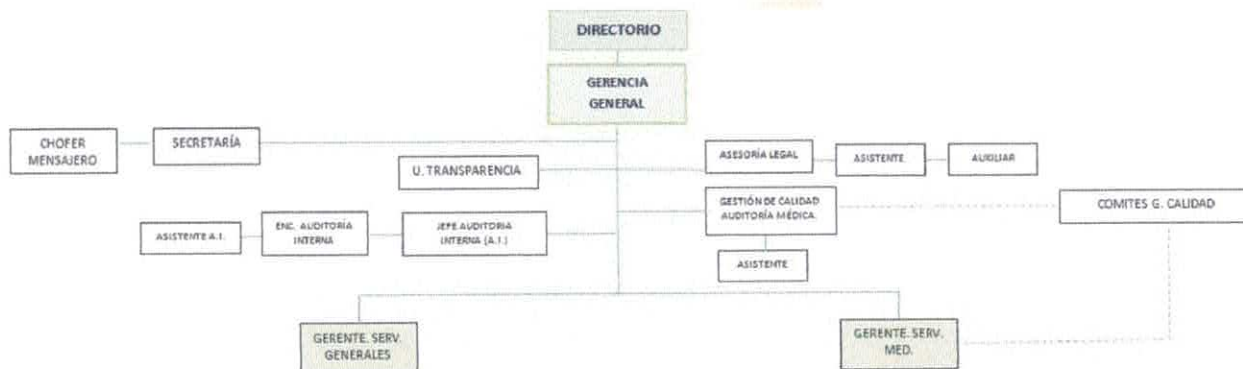 DIRECTORIO
GERENCIA
GENERAL
CHOFER
MENSAJERO
SECRETARÍA
U. TRANSPARENCIA
ASESORÍA LEGAL
ASISTENTE
AUXILIAR
GESTIÓN DE CALIDAD
AUDITORÍA MÉDICA
COMITES G. CALIDAD
ASISTENTE A.I.
ENC. AUDITORÍA
INTERNA
JEFE AUDITORIA
INTERNA (A.I.)
ASISTENTE
GERENTE. SERV.
GENERALES
GERENTE. SERV.
MED.